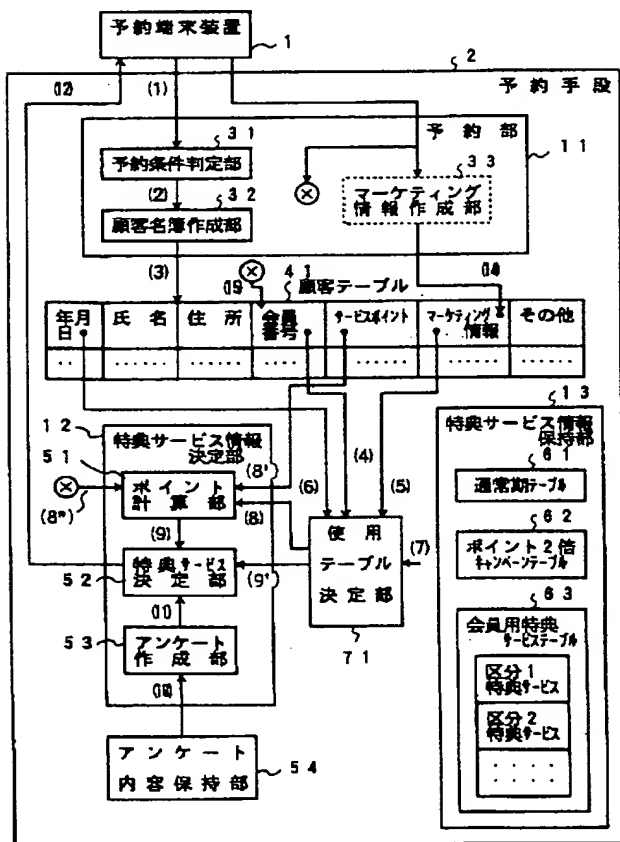 予約端末装置
1
2
予約手段
(12)
(1)
予約部
11
31
予約条件判定部
(2)
32
顧客名簿作成部
33
マーケティング
情報作成部
(3)
(13)
41
顧客テーブル
(14)
年月
日
氏名
住所
会員
番号
サービスポイント
マーケティング
情報
その他
‥
‥‥
‥‥
‥‥
‥‥‥
‥‥‥
‥‥‥
12
特典サービス情報
決定部
51
(8')
ポイント
計算部
(8")
(8)
(6)
(4)
(5)
(9)
特典サービス
決定部
52
(9')
使用
テーブル
決定部
(7)
71
(11)
53
アンケート
作成部
(10)
アンケート
内容保持部
54
13
特典サービス情報
保持部
61
通常期テーブル
62
ポイント2倍
キャンペーンテーブル
63
会員用特典
サービステーブル
区分1
特典サービス
区分2
特典サービス
‥‥